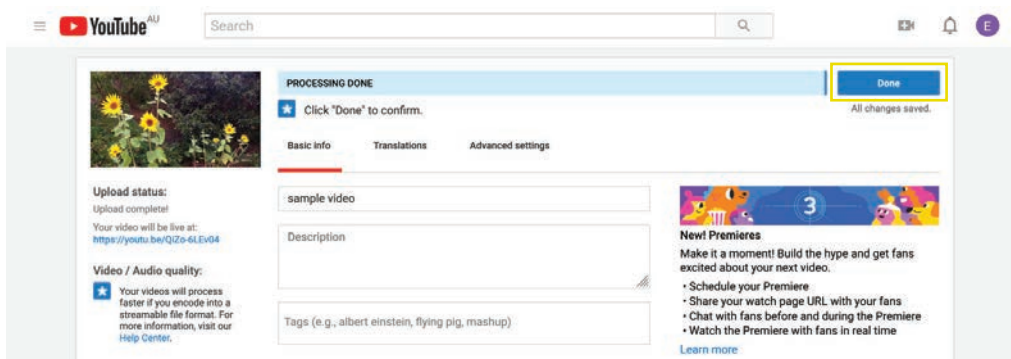 YouTube AU
Search
E
PROCESSING DONE
Done
Click "Done" to confirm.
All changes saved.
Basic info Translations Advanced settings
Upload status:
Upload complete!
Your video will be live at:
https://youtu.be/QiZo-6LEvG4
Video / Audio quality:
Your videos will process
faster if you encode into a
streamable file format. For
more information, visit our
Help Center.
sample video
Description
Tags (e.g., albert einstein, flying pig, mashup)
3
New! Premieres
Make it a moment! Build the hype and get fans
excited about your next video.
• Schedule your Premiere
• Share your watch page URL with your fans
• Chat with fans before and during the Premiere
• Watch the Premiere with fans in real time
Learn more